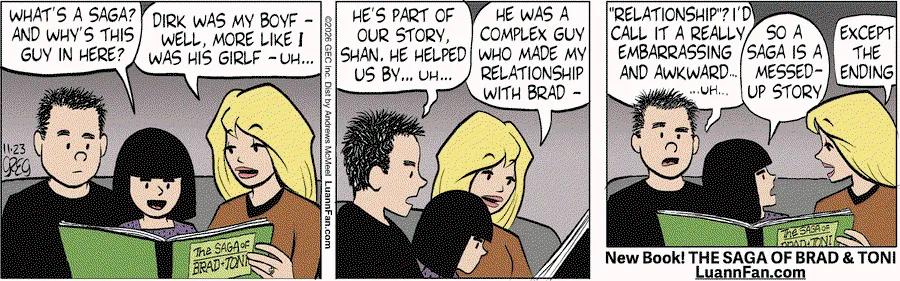 WHAT'S A SAGA?
AND WHY'S THIS
GUY IN HERE?
DIRK WAS MY BOYF -
WELL, MORE LIKE I
WAS HIS GIRLF - UH...
11-23
GREG
The SAGA of
BRAD & TONI
©2026 GEC Inc. Dist by Andrews McMeel LuannFan.com
HE'S PART OF
OUR STORY,
SHAN. HE HELPED
US BY... UH...
HE WAS A
COMPLEX GUY
WHO MADE MY
RELATIONSHIP
WITH BRAD -
"RELATIONSHIP"? I'D
CALL IT A REALLY
EMBARRASSING
AND AWKWARD...
...UH...
SO A
SAGA IS A
MESSED-
UP STORY
EXCEPT
THE
ENDING
The SAGA of
BRAD & TONI
New Book! THE SAGA OF BRAD & TONI
LuannFan.com